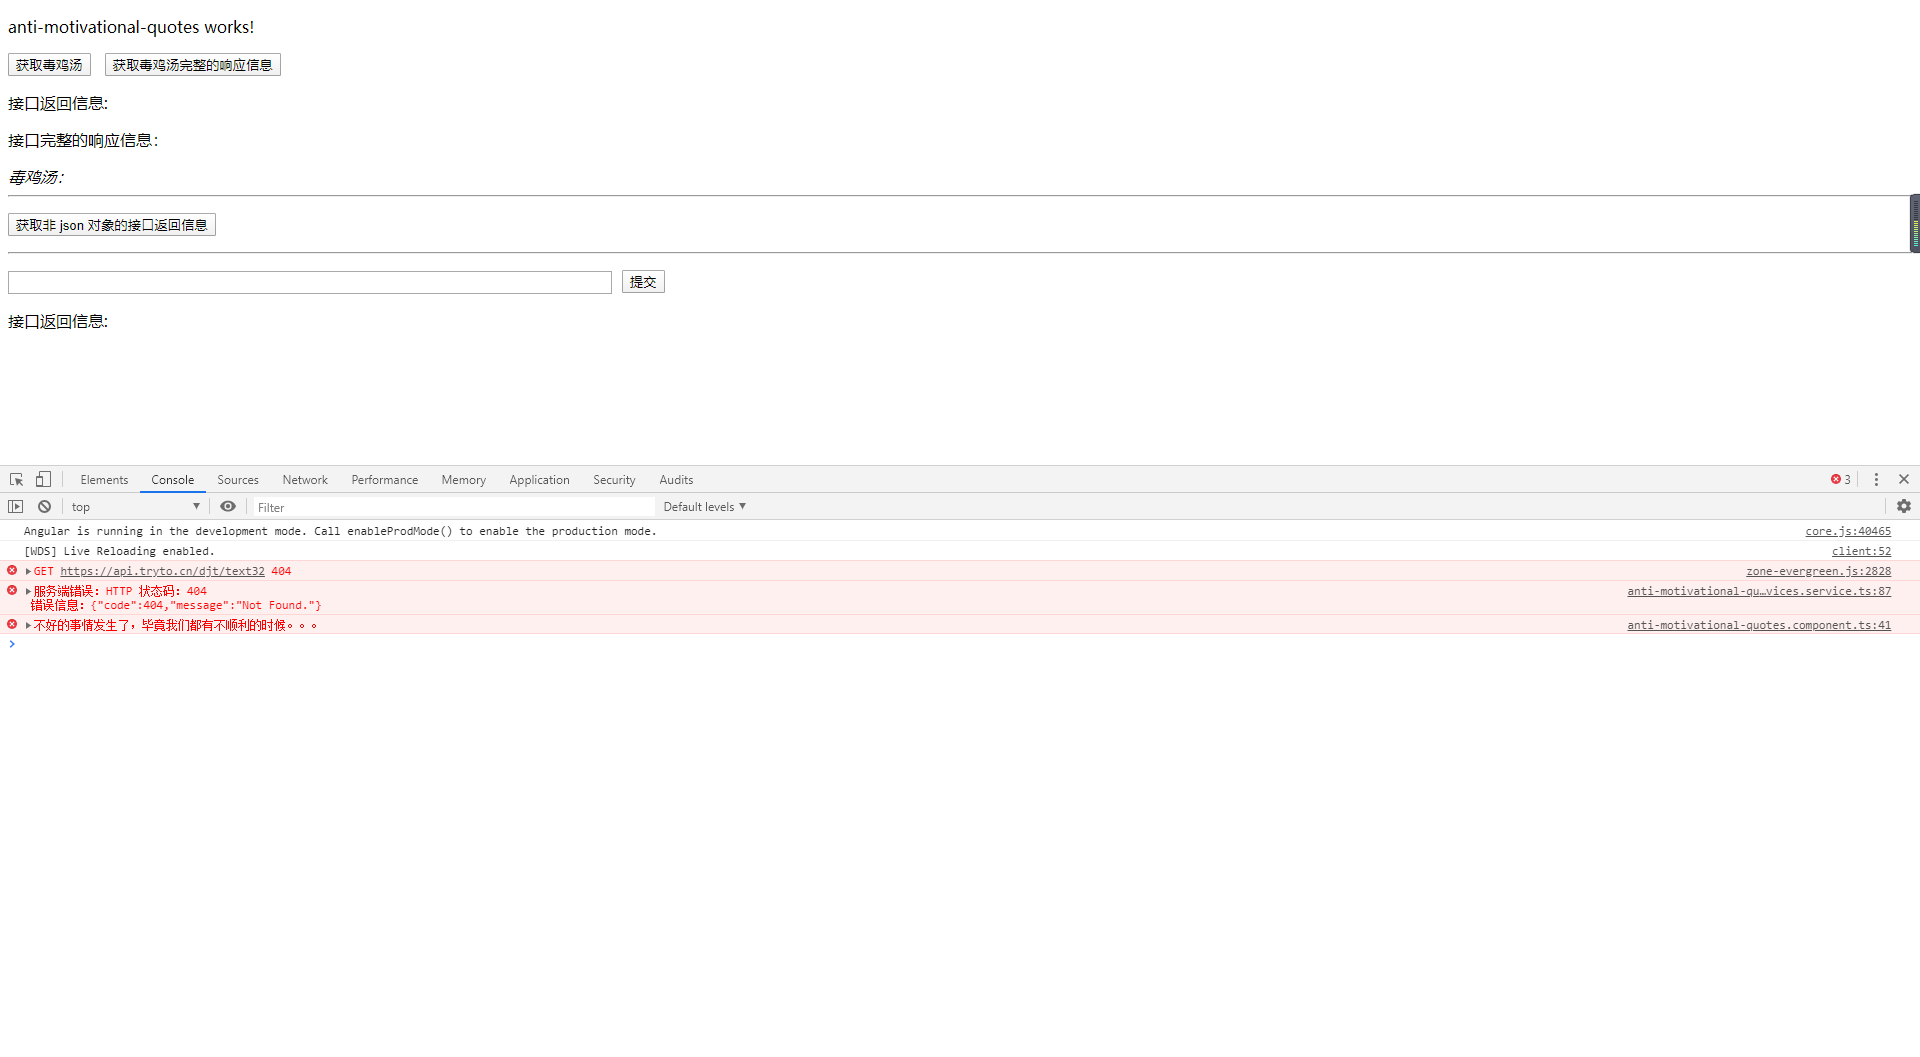 anti-motivational-quotes works!
获取毒鸡汤 获取毒鸡汤完整的响应信息
接口返回信息:
接口完整的响应信息：
毒鸡汤：
获取非 json 对象的接口返回信息
提交
接口返回信息:
Elements Console Sources Network Performance Memory Application Security Audits 3
top Filter Default levels
Angular is running in the development mode. Call enableProdMode() to enable the production mode. core.js:40465
[WDS] Live Reloading enabled. client:52
GET https://api.tryto.cn/djt/text32 404 zone-evergreen.js:2828
服务端错误：HTTP 状态码：404 anti-motivational-qu…vices.service.ts:87
错误信息：{"code":404,"message":"Not Found."}
不好的事情发生了，毕竟我们都有不顺利的时候。。。 anti-motivational-quotes.component.ts:41